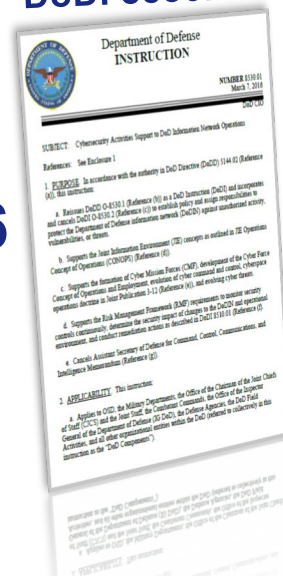 Department of Defense
INSTRUCTION
NUMBER 8530.01
March 7, 2016
DoD CIO
SUBJECT: Cybersecurity Activities Support to DoD Information Network Operations
References: See Enclosure 1
1. PURPOSE. In accordance with the authority in DoD Directive (DoDD) 5144.02 (Reference
(a)), this instruction:
a. Reissues DoDD O-8530.1 (Reference (b)) as a DoD Instruction (DoDI) and incorporates
and cancels DoDI O-8530.2 (Reference (c)) to establish policy and assign responsibilities to
protect the Department of Defense information network (DoDIN) against unauthorized activity,
vulnerabilities, or threats.
b. Supports the Joint Information Environment (JIE) concepts as outlined in JIE Operations
Concept of Operations (CONOPS) (Reference (d)).
c. Supports the formation of Cyber Mission Forces (CMF), development of the Cyber Force
Concept of Operations and Employment, evolution of cyber command and control, cyberspace
operations doctrine in Joint Publication 3-12 (Reference (e)), and evolving cyber threats.
d. Supports the Risk Management Framework (RMF) requirements to monitor security
controls continuously, determine the security impact of changes to the DoDIN and operational
environment, and conduct remediation actions as described in DoDI 8510.01 (Reference (f)).
e. Cancels Assistant Secretary of Defense for Command, Control, Communications, and
Intelligence Memorandum (Reference (g)).
2. APPLICABILITY. This instruction:
a. Applies to OSD, the Military Departments, the Office of the Chairman of the Joint Chiefs
of Staff (CJCS) and the Joint Staff, the Combatant Commands, the Office of the Inspector
General of the Department of Defense (IG DoD), the Defense Agencies, the DoD Field
Activities, and all other organizational entities within the DoD (referred to collectively in this
instruction as the "DoD Components").